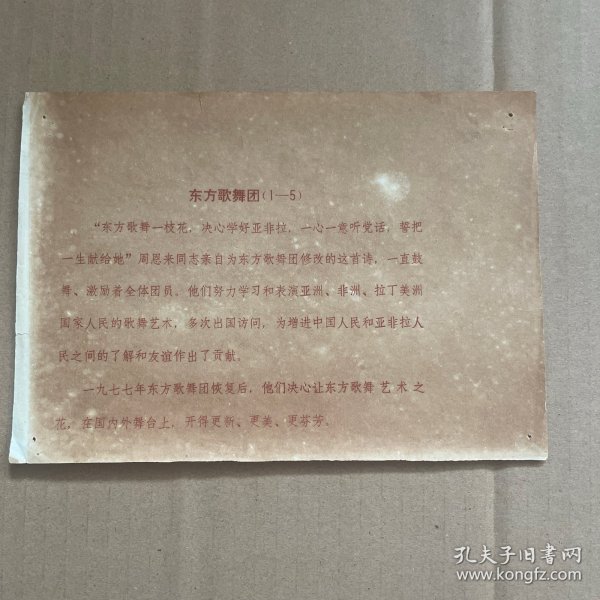 东方歌舞团(1—5)
“东方歌舞一枝花，决心学好亚非拉，一心一意听党话，誓把
一生献给她”周恩来同志亲自为东方歌舞团修改的这首诗，一直鼓
舞、激励着全体团员。他们努力学习和表演亚洲、非洲、拉丁美洲
国家人民的歌舞艺术，多次出国访问，为增进中国人民和亚非拉人
民之间的了解和友谊作出了贡献。
一九七七年东方歌舞团恢复后，他们决心让东方歌舞艺术之
花，在国内外舞台上，开得更新、更美、更芬芳。
孔夫子旧书网
www.kongfz.com